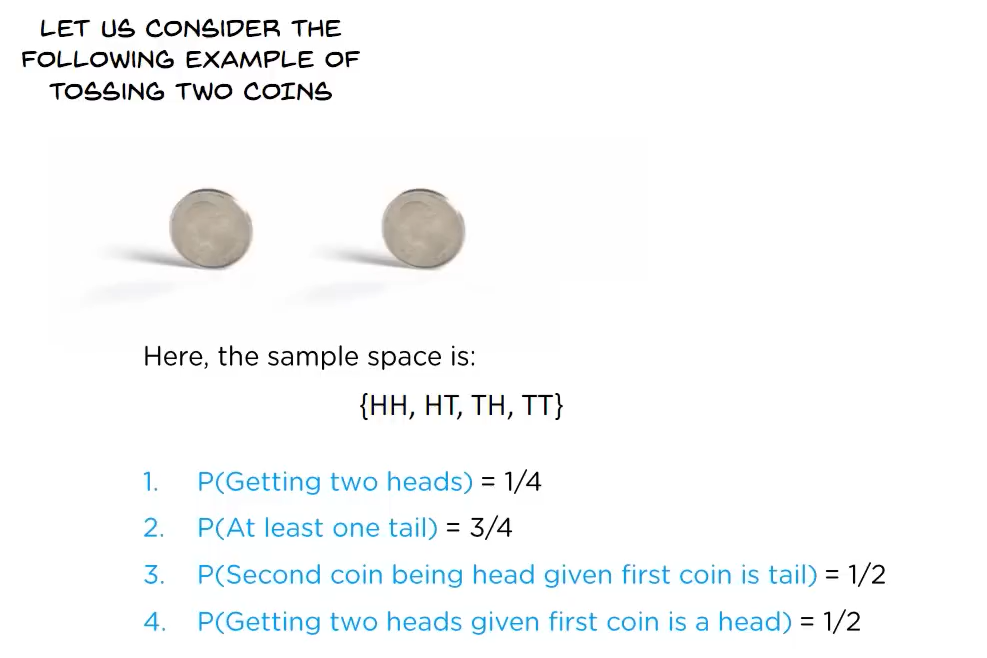 LET US CONSIDER THE
FOLLOWING EXAMPLE OF
TOSSING TWO COINS
Here, the sample space is:
{HH, HT, TH, TT}
1. P(Getting two heads) = 1/4
2. P(At least one tail) = 3/4
3. P(Second coin being head given first coin is tail) = 1/2
4. P(Getting two heads given first coin is a head) = 1/2